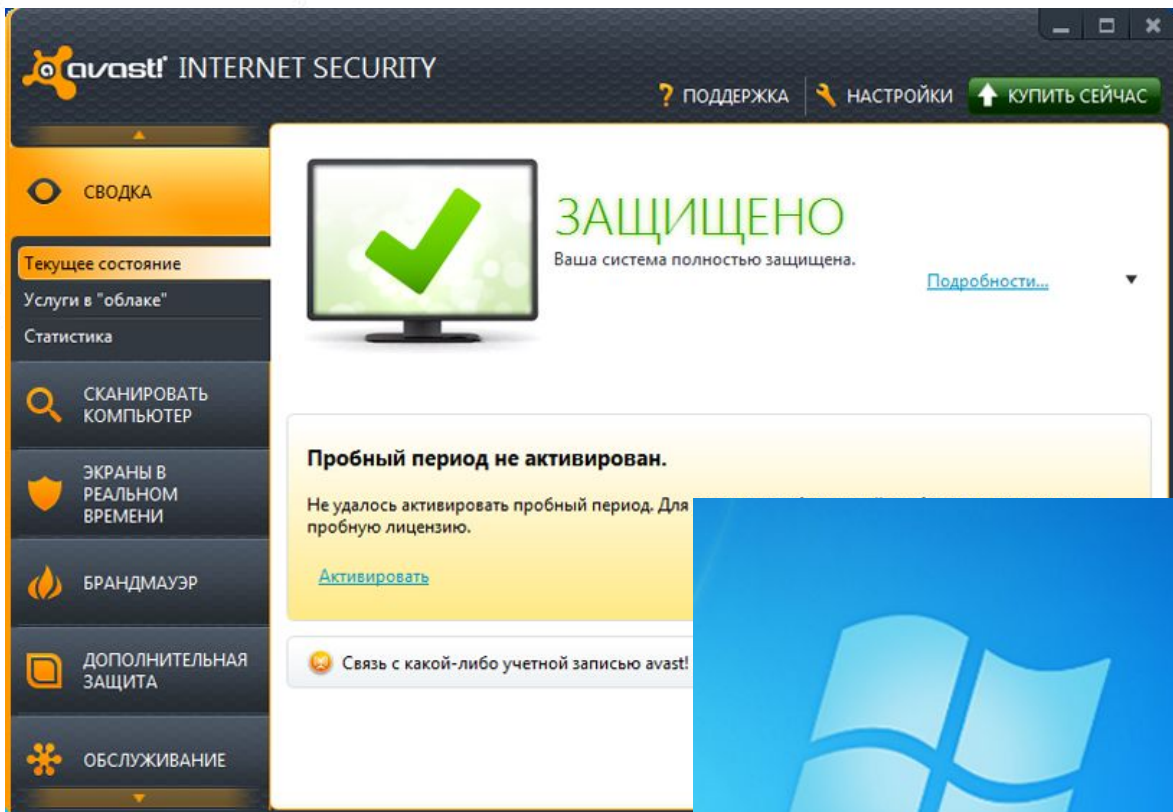 avast! INTERNET SECURITY
ПОДДЕРЖКА
НАСТРОЙКИ
КУПИТЬ СЕЙЧАС
СВОДКА
Текущее состояние
Услуги в "облаке"
Статистика
СКАНИРОВАТЬ
КОМПЬЮТЕР
ЭКРАНЫ В
РЕАЛЬНОМ
ВРЕМЕНИ
БРАНДМАУЭР
ДОПОЛНИТЕЛЬНАЯ
ЗАЩИТА
ОБСЛУЖИВАНИЕ
ЗАЩИЩЕНО
Ваша система полностью защищена.
Подробности...
Пробный период не активирован.
Не удалось активировать пробный период. Для
пробную лицензию.
Активировать
Связь с какой-либо учетной записью avast!